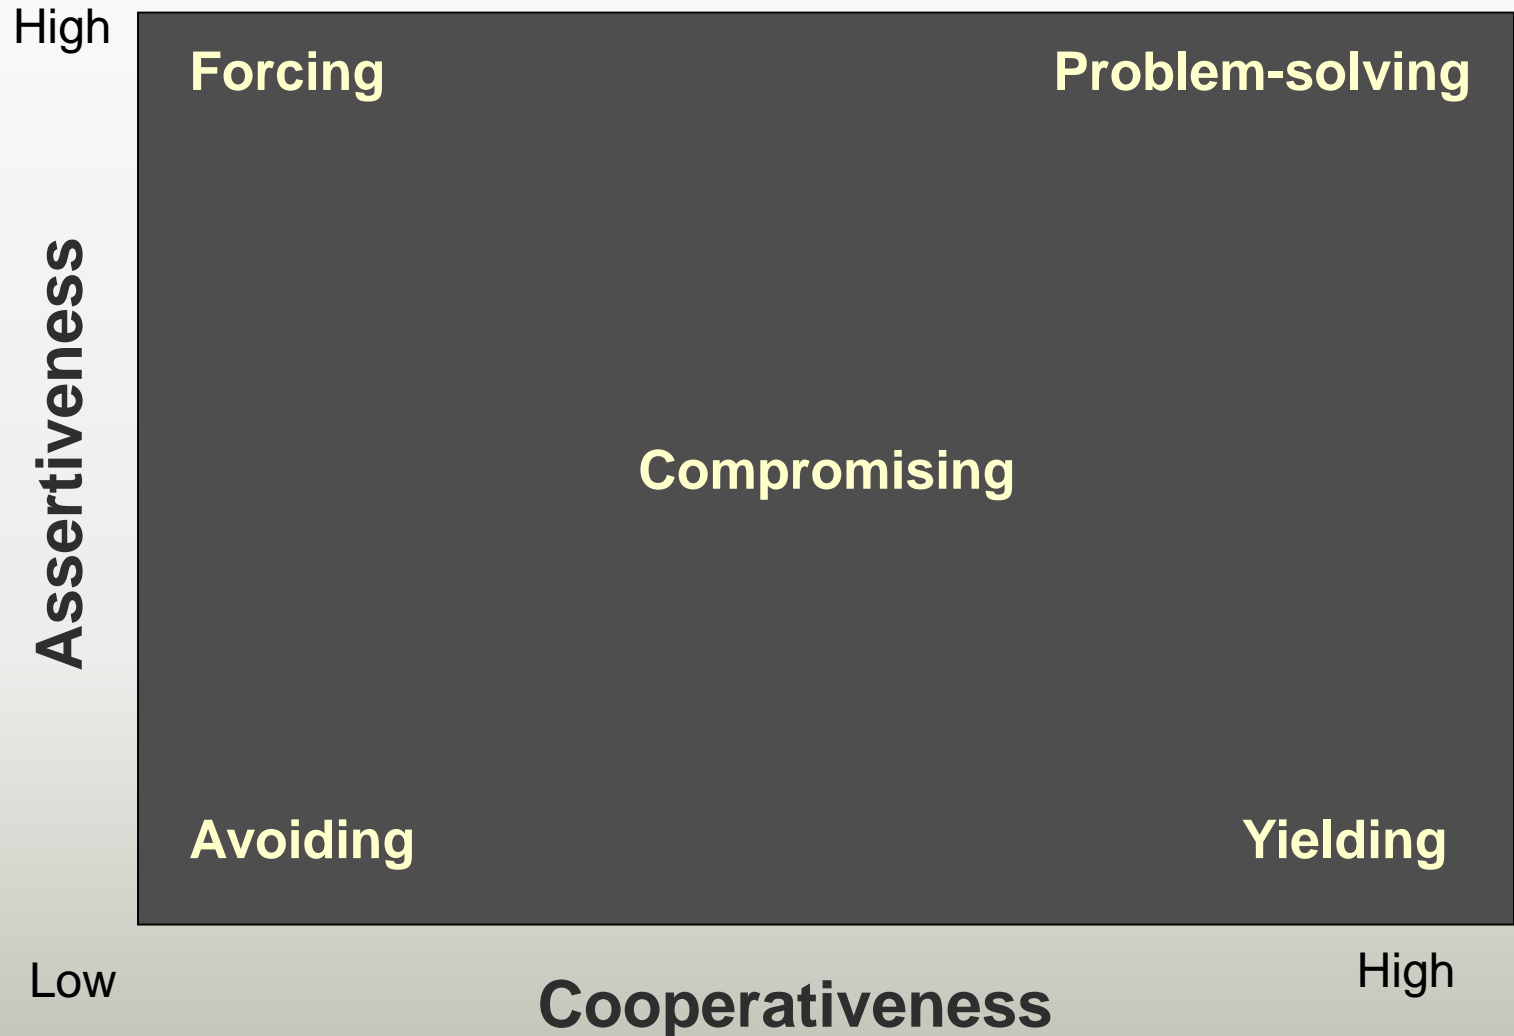 High
Forcing
Problem-solving
Assertiveness
Compromising
Avoiding
Yielding
Low
High
Cooperativeness